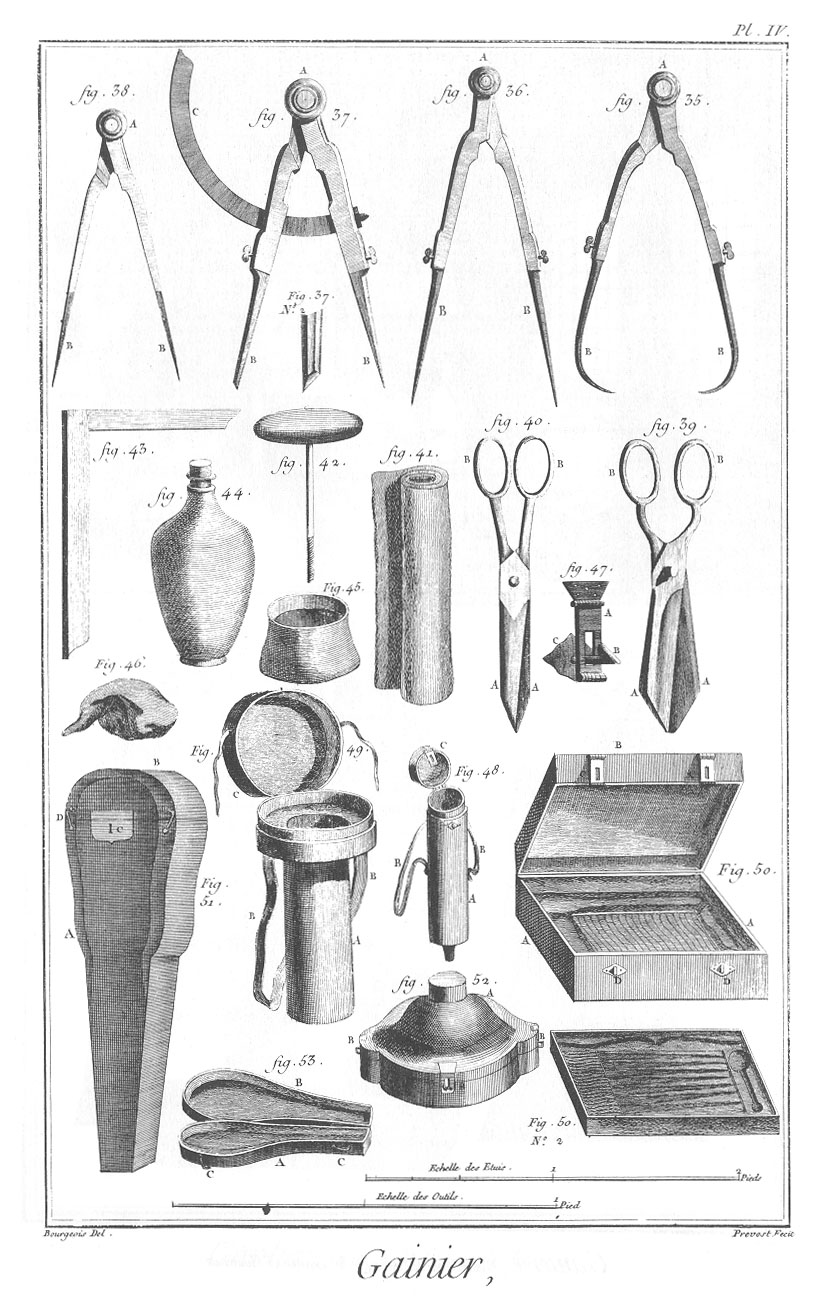 Pl. IV.
fig. 38. A
fig. 37. A
fig. 36. A
fig. 35. A
C
Fig. 37.
N.º 2
B B B B B B B B
fig. 43.
fig. 42.
fig. 41.
fig. 40.
fig. 39.
B B B B
fig. 44.
Fig. 45.
fig. 47.
A
C B
A A A A
Fig. 46.
Fig. 49.
C
C
Fig. 48.
B
B
D 1 C
Fig. 50.
Fig.
51.
B B B B
A A A A A
D D
fig. 52.
A
B B
B
fig. 53.
B
Fig. 50.
N.º 2
C A C
Echelle des Etuis. 1 2 Pieds
Echelle des Outils. 1 Pied
Bourgeois Del. Prevost Fecit
Gainier,